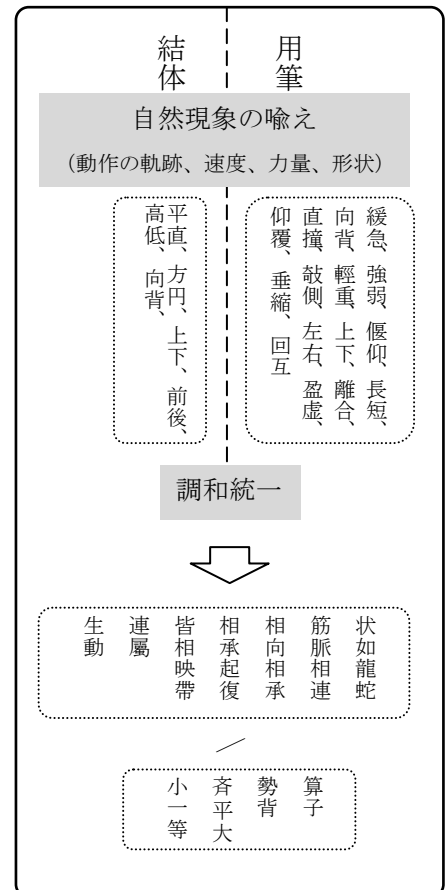 用筆
結体
自然現象の喩え
（動作の軌跡、速度、力量、形状）
緩急、強弱、偃仰、長短、
向背、輕重、上下、離合、
直撞、敧側、左右、盈虚、
仰覆、垂縮、回互
平直、方円、上下、前後、
高低、向背、
調和統一
状如龍蛇
筋脈相連
相向相承
相承起復
皆相映帶
連屬
生動
算子
勢背
斉平大
小一等